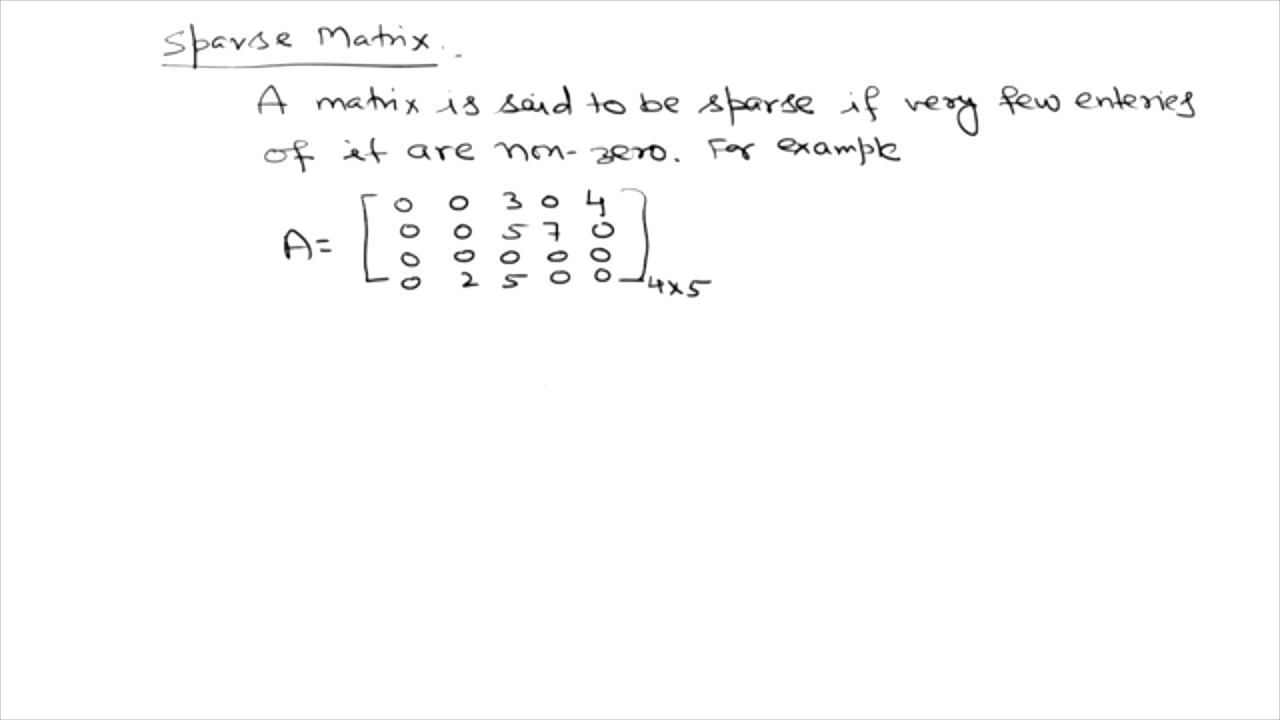 Sparse Matrix.
A matrix is said to be sparse if very few enteries
of it are non-zero. For example
0 0 3 0 4
0 0 5 7 0
A= 0 0 0 0 0
0 2 5 0 0 4x5